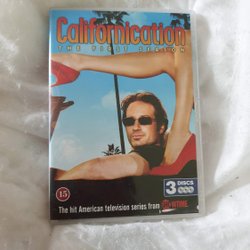 Californication
THE FIRST SEASON
15
3 DISCS
The hit American television series from SHOWTIME